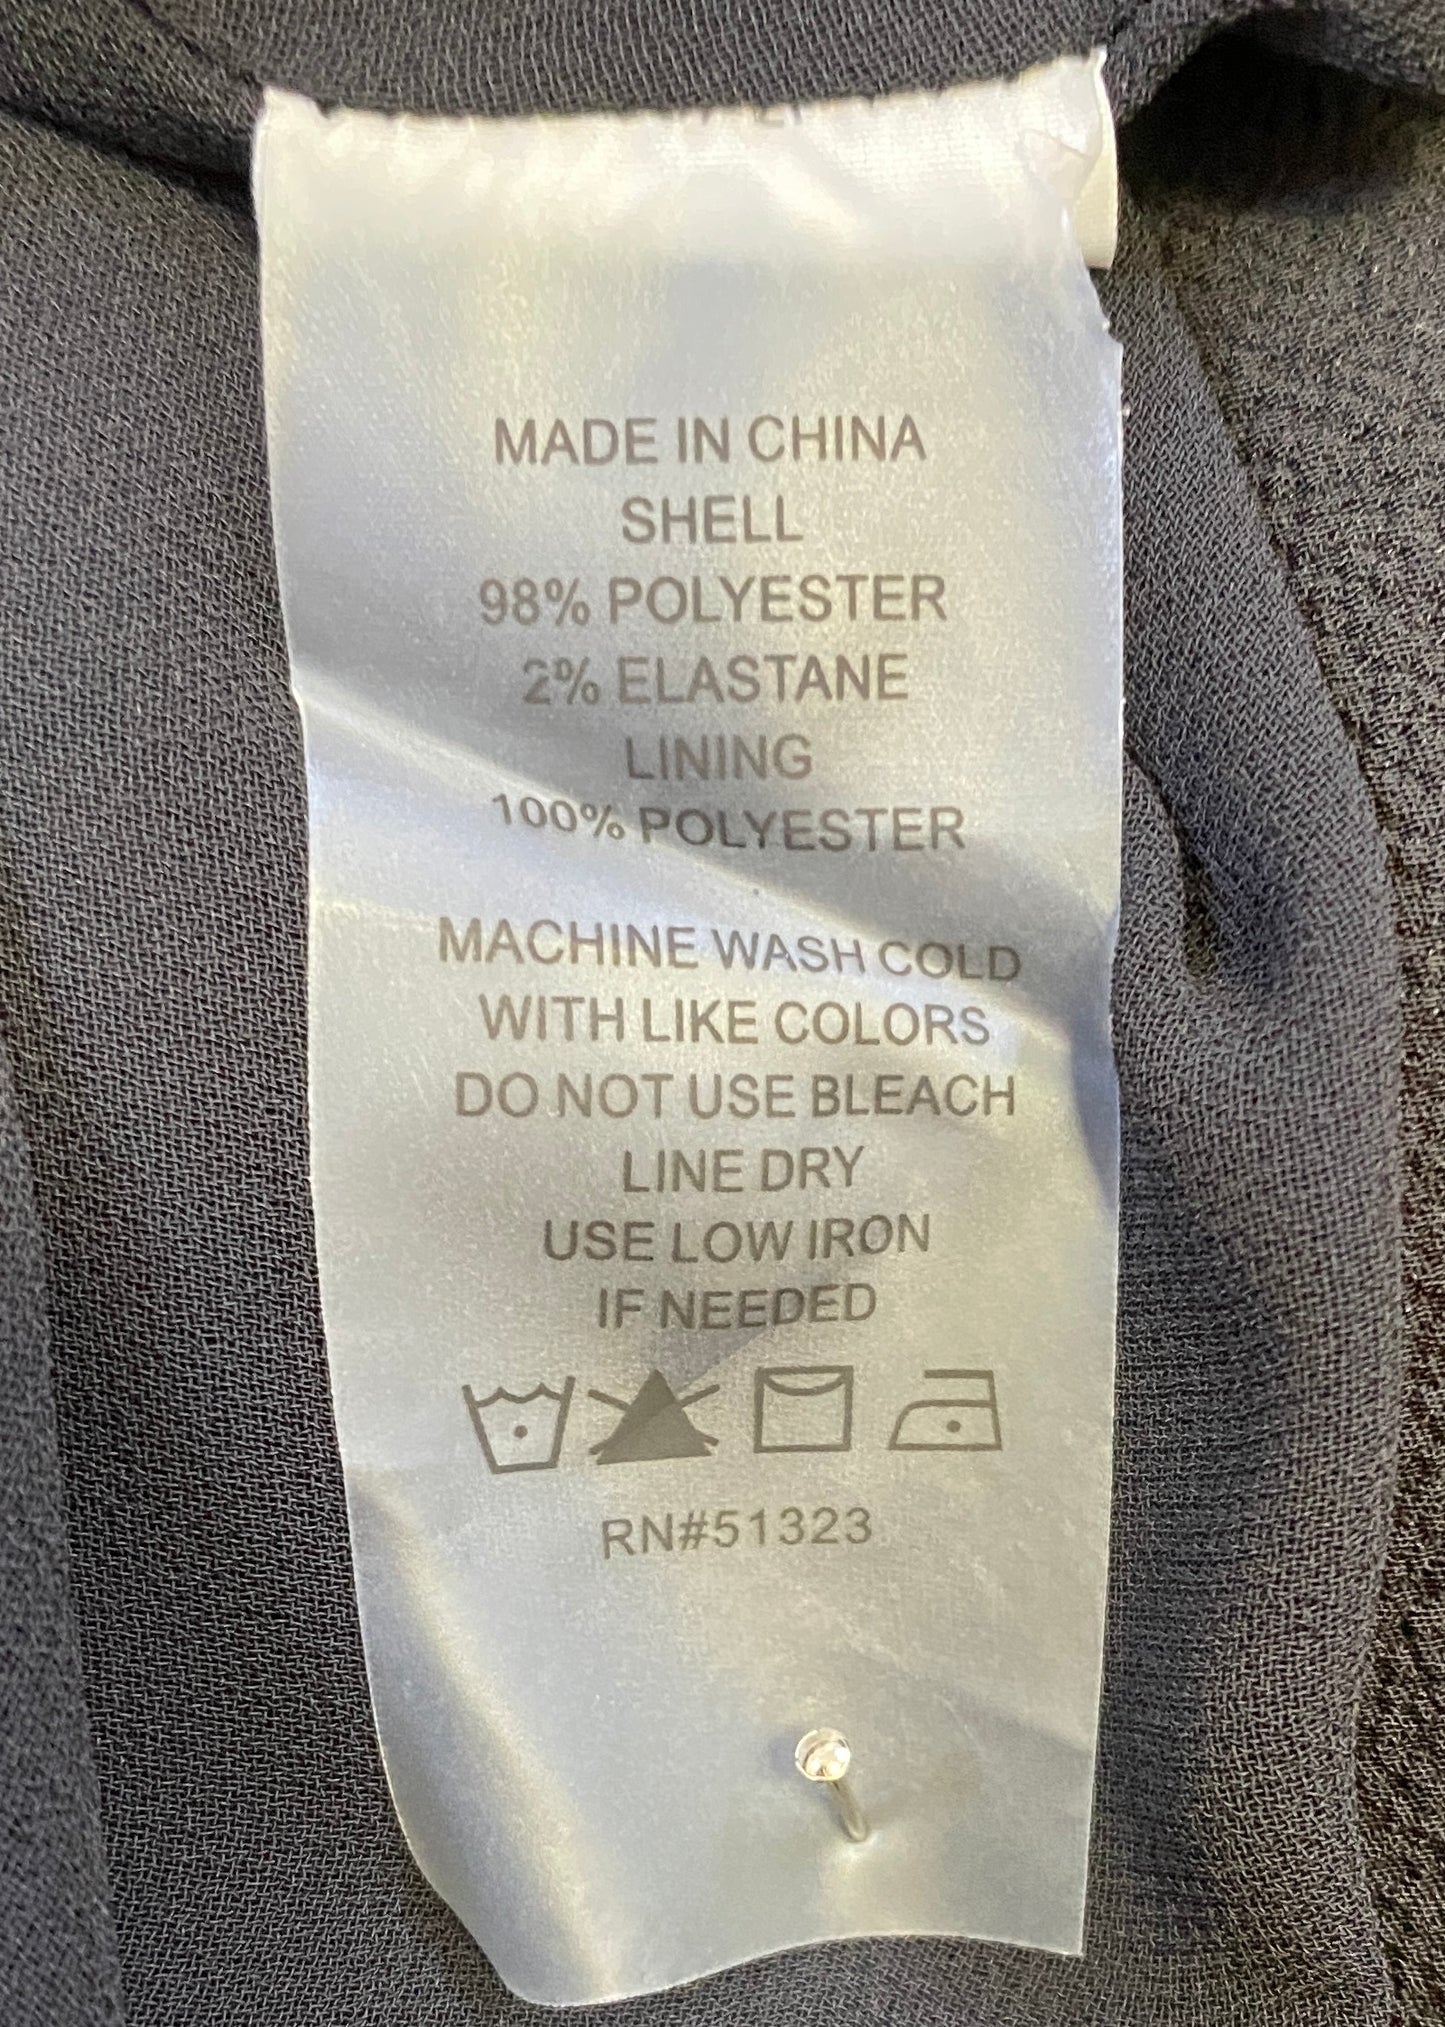 MADE IN CHINA
SHELL
98% POLYESTER
2% ELASTANE
LINING
100% POLYESTER
MACHINE WASH COLD
WITH LIKE COLORS
DO NOT USE BLEACH
LINE DRY
USE LOW IRON
IF NEEDED
RN#51323